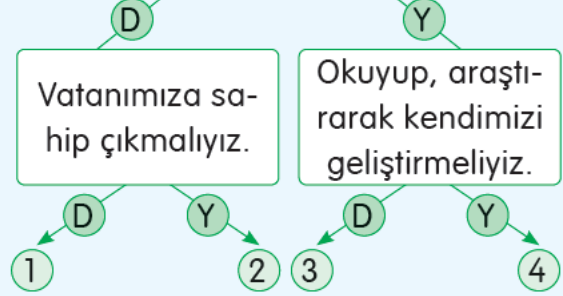 D Y
Vatanımıza sa-
hip çıkmalıyız.
Okuyup, araştı-
rarak kendimizi
geliştirmeliyiz.
D Y D Y
1 2 3 4